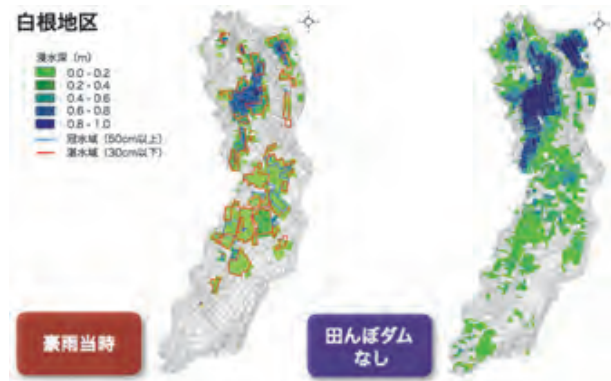 白根地区
浸水深 (m)
0.0 - 0.2
0.2 - 0.4
0.4 - 0.6
0.6 - 0.8
0.8 - 1.0
冠水域 (50cm以上)
湛水域 (30cm以下)
豪雨当時
田んぼダム
なし